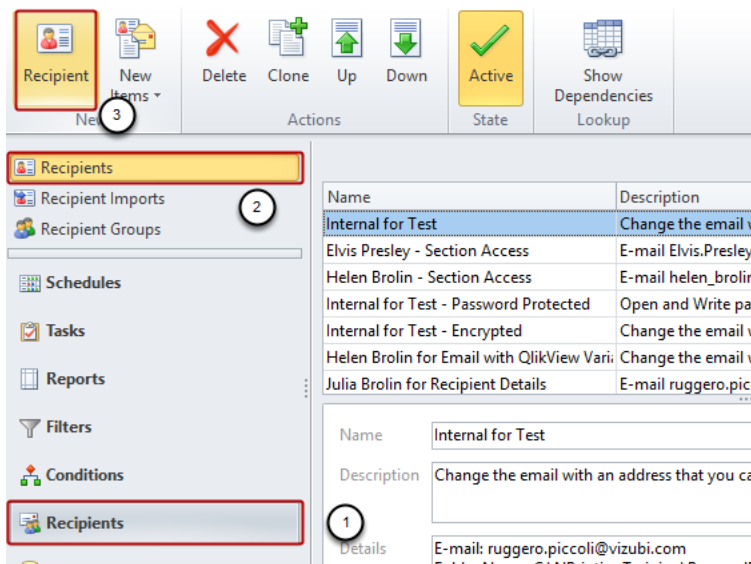 Recipient New Items Delete Clone Up Down Active Show Dependencies
3
Actions State Lookup
Recipients
Recipient Imports
Recipient Groups
2
Schedules
Tasks
Reports
Filters
Conditions
Recipients
Name Description
Internal for Test Change the email
Elvis Presley - Section Access E-mail Elvis.Presley
Helen Brolin - Section Access E-mail helen_brolin
Internal for Test - Password Protected Open and Write pa
Internal for Test - Encrypted Change the email
Helen Brolin for Email with QlikView Vari Change the email
Julia Brolin for Recipient Details E-mail ruggero.pic
Name Internal for Test
Description Change the email with an address that you ca
1
Details E-mail: ruggero.piccoli@vizubi.com